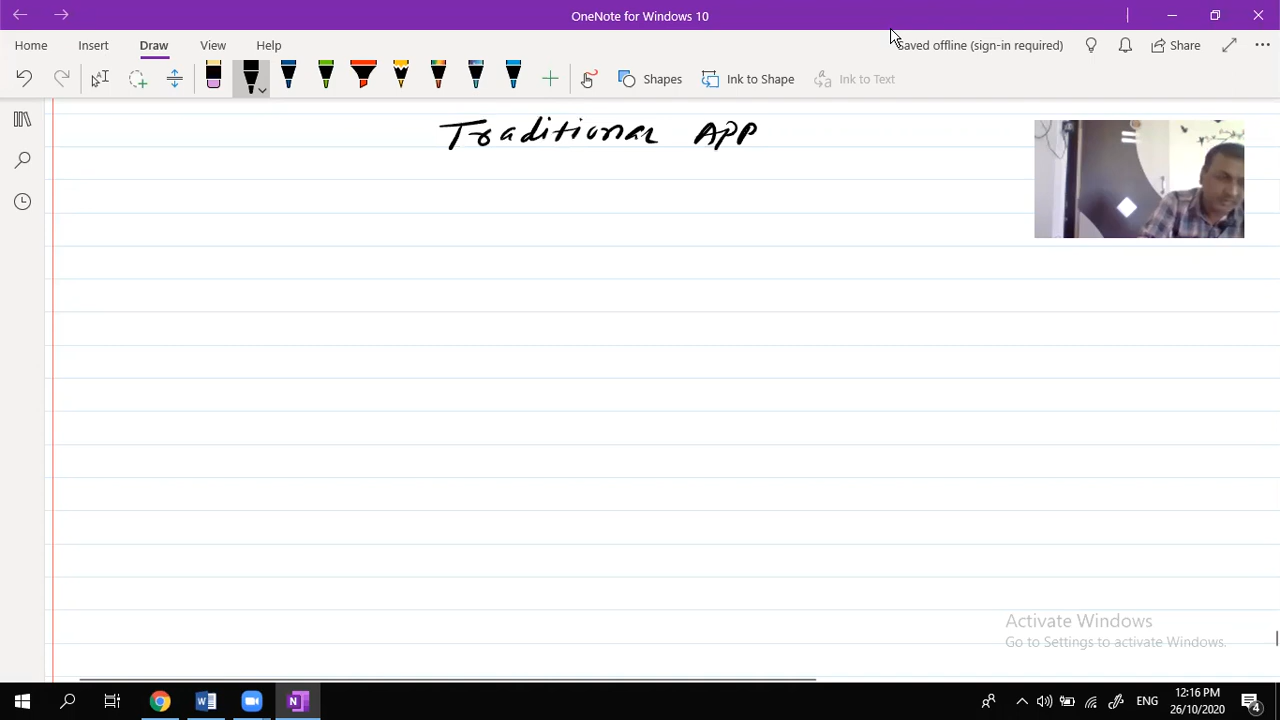 OneNote for Windows 10
Home Insert Draw View Help
Saved offline (sign-in required) Share
Shapes Ink to Shape Ink to Text
Traditional APP
Activate Windows
Go to Settings to activate Windows.
ENG
12:16 PM
26/10/2020
4